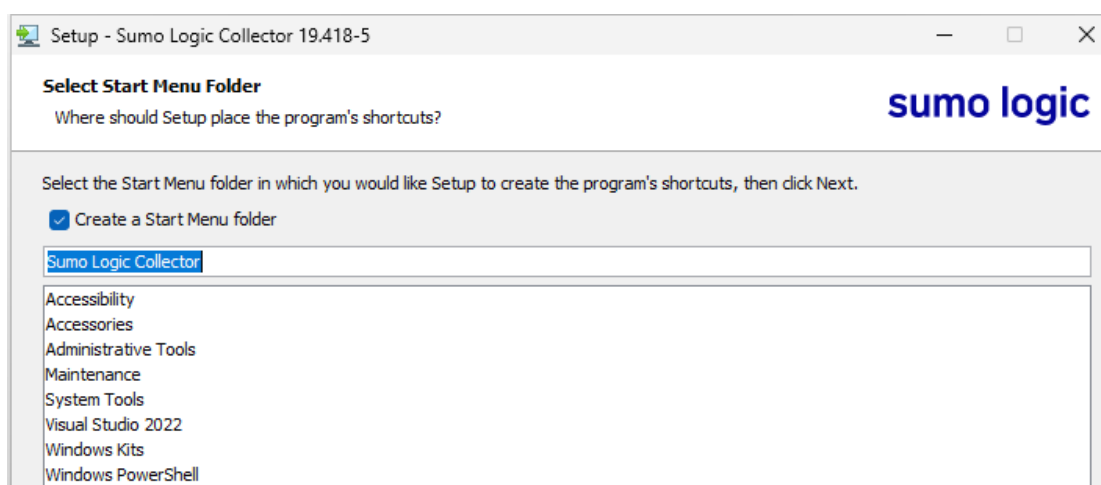 Setup - Sumo Logic Collector 19.418-5
Select Start Menu Folder
Where should Setup place the program's shortcuts?
sumo logic
Select the Start Menu folder in which you would like Setup to create the program's shortcuts, then click Next.
Create a Start Menu folder
Sumo Logic Collector
Accessibility
Accessories
Administrative Tools
Maintenance
System Tools
Visual Studio 2022
Windows Kits
Windows PowerShell